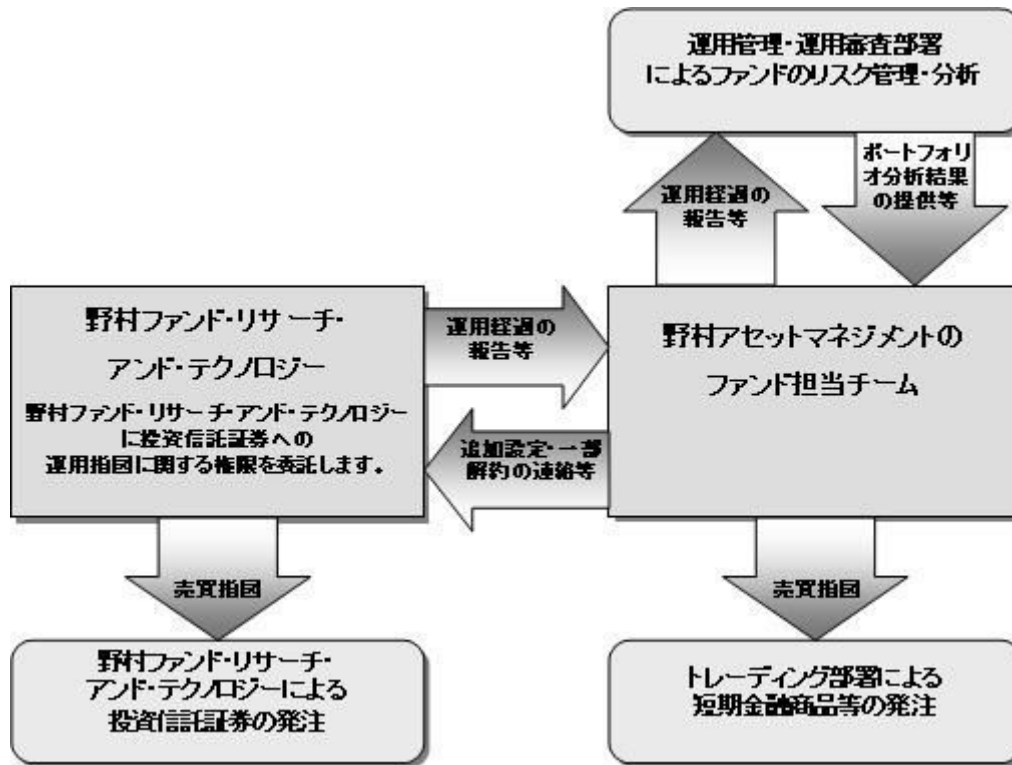 運用管理・運用審査部署
によるファンドのリスク管理・分析
運用経過の
報告等
ポートフォリ
オ分析結果
の提供等
野村ファンド・リサーチ・
アンド・テクノロジー
野村ファンド・リサーチ・アンド・テクノロジー
に投資信託証券への
運用指図に関する権限を委託します。
運用経過の
報告等
追加設定・一部
解約の連絡等
野村アセットマネジメントの
ファンド担当チーム
売買指図
売買指図
野村ファンド・リサーチ・
アンド・テクノロジーによる
投資信託証券の発注
トレーディング部署による
短期金融商品等の発注